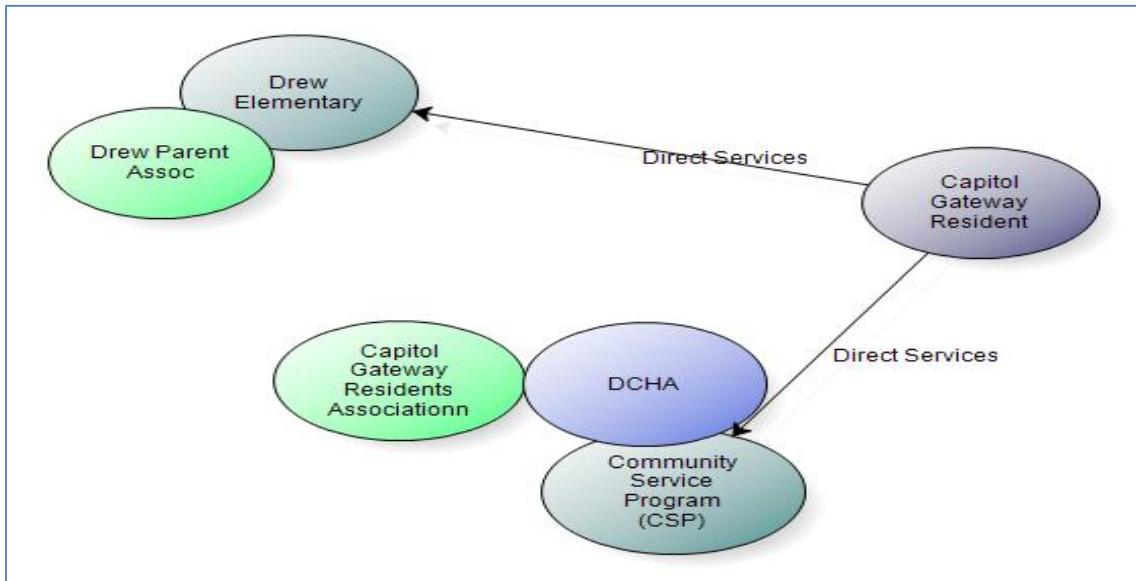 Drew
Elementary
Drew Parent
Assoc
Direct Services
Capitol
Gateway
Resident
Capitol
Gateway
Residents
Associationn
DCHA
Direct Services
Community
Service
Program
(CSP)